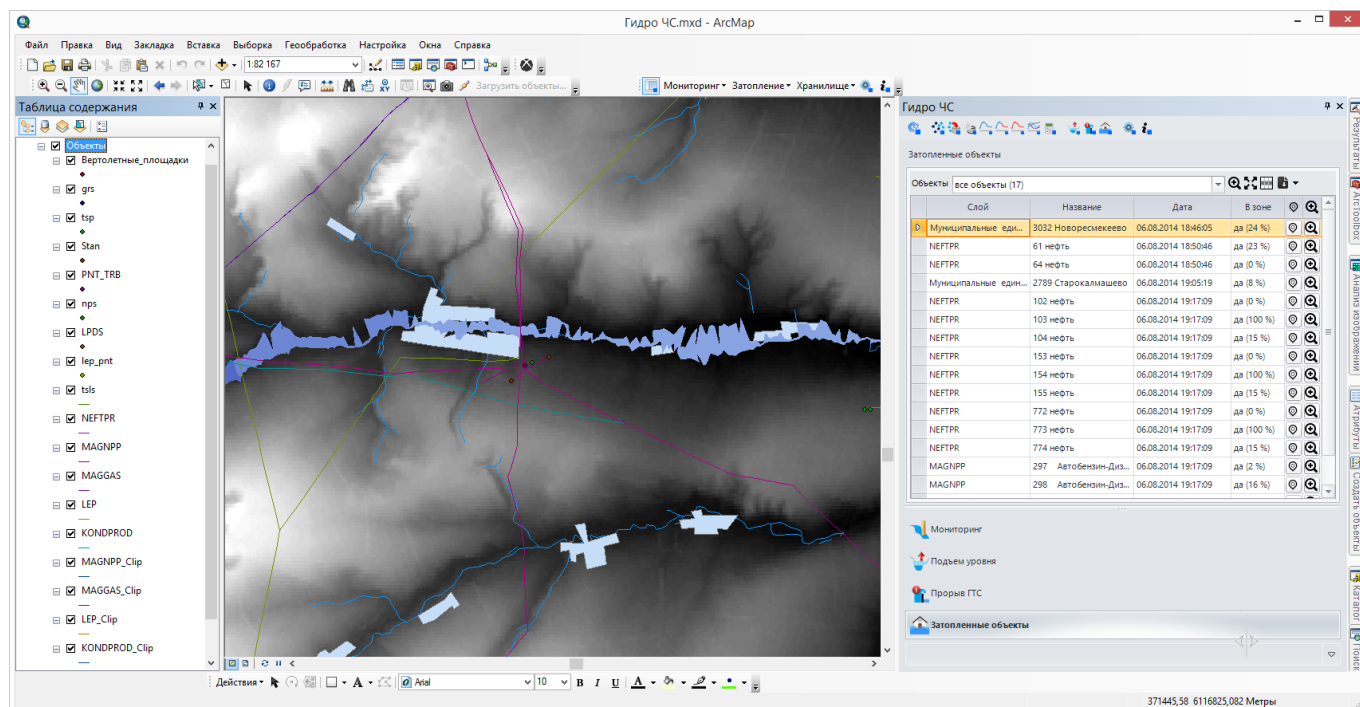 Гидро ЧС.mxd - ArcMap
Файл Правка Вид Закладка Вставка Выборка Геообработка Настройка Окна Справка
1:82 167
Загрузить объекты...
Мониторинг Затопление Хранилище
Таблица содержания
Объекты
Вертолетные_площадки
grs
tsp
Stan
PNT_TRB
nps
LPDS
lep_pnt
tsls
NEFTPR
MAGNPP
MAGGAS
LEP
KONDPROD
MAGNPP_Clip
MAGGAS_Clip
LEP_Clip
KONDPROD_Clip
Гидро ЧС
Затопленные объекты
Объекты все объекты (17)
Слой Название Дата В зоне
Муниципальные еди... 3032 Новоресмекеево 06.08.2014 18:46:05 да (24 %)
NEFTPR 61 нефть 06.08.2014 18:50:46 да (23 %)
NEFTPR 64 нефть 06.08.2014 18:50:46 да (0 %)
Муниципальные един... 2789 Старокалмашево 06.08.2014 19:05:19 да (8 %)
NEFTPR 102 нефть 06.08.2014 19:17:09 да (0 %)
NEFTPR 103 нефть 06.08.2014 19:17:09 да (100 %)
NEFTPR 104 нефть 06.08.2014 19:17:09 да (15 %)
NEFTPR 153 нефть 06.08.2014 19:17:09 да (0 %)
NEFTPR 154 нефть 06.08.2014 19:17:09 да (100 %)
NEFTPR 155 нефть 06.08.2014 19:17:09 да (15 %)
NEFTPR 772 нефть 06.08.2014 19:17:09 да (0 %)
NEFTPR 773 нефть 06.08.2014 19:17:09 да (100 %)
NEFTPR 774 нефть 06.08.2014 19:17:09 да (15 %)
MAGNPP 297 Автобензин-Диз... 06.08.2014 19:17:09 да (2 %)
MAGNPP 298 Автобензин-Диз... 06.08.2014 19:17:09 да (16 %)
Мониторинг
Подъем уровня
Прорыв ГТС
Затопленные объекты
Результаты
ArcToolbox
Анализ изображений
Атрибуты
Создать объекты
Каталог
Поиск
Действия A Arial 10 B I U A
371445,58 6116825,082 Метры